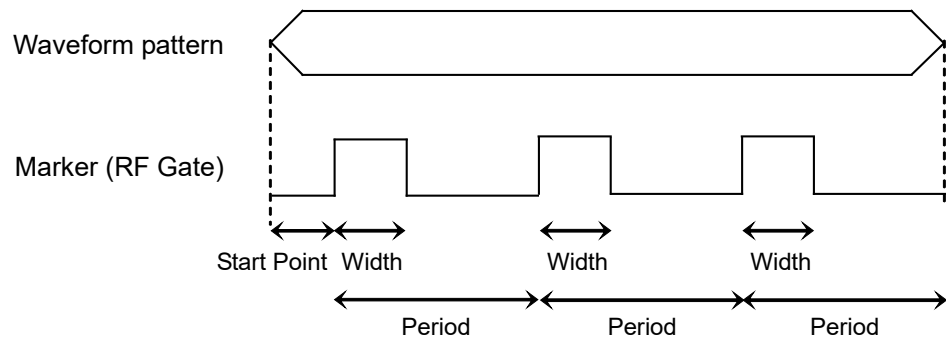 Waveform pattern
Marker (RF Gate)
Start Point Width Width Width
Period Period Period